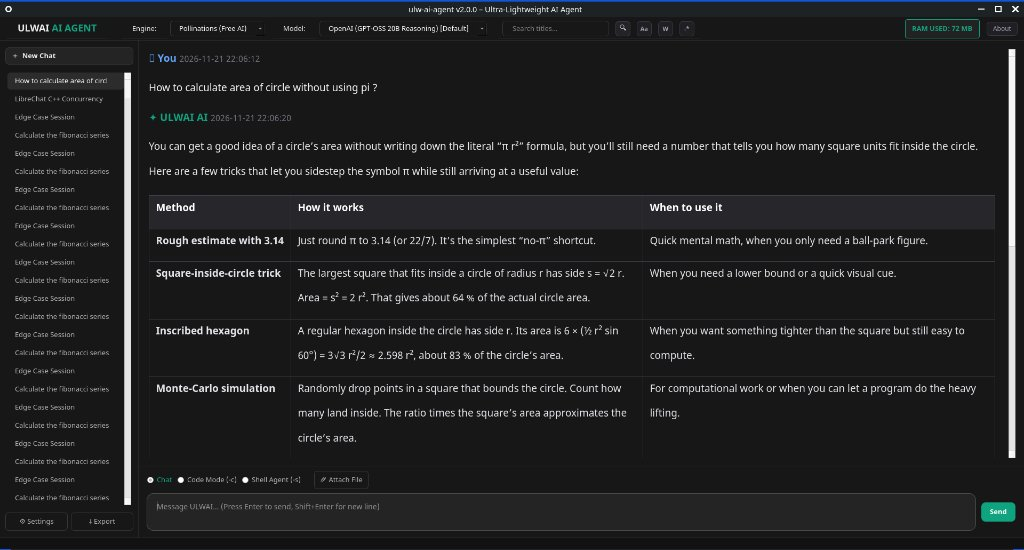 ulw-ai-agent v2.0.0 – Ultra-Lightweight AI Agent
ULWAI AI AGENT
Engine:
Pollinations (Free AI)
Model:
OpenAI (GPT-OSS 20B Reasoning) [Default]
Search titles...
Aa
W
.*
RAM USED: 72 MB
About
+ New Chat
How to calculate area of circl
LibreChat C++ Concurrency
Edge Case Session
Calculate the fibonacci series
Edge Case Session
Calculate the fibonacci series
Edge Case Session
Calculate the fibonacci series
Edge Case Session
Calculate the fibonacci series
Edge Case Session
Calculate the fibonacci series
Edge Case Session
Calculate the fibonacci series
Edge Case Session
Calculate the fibonacci series
Edge Case Session
Calculate the fibonacci series
Edge Case Session
Calculate the fibonacci series
Edge Case Session
Calculate the fibonacci series
Edge Case Session
Calculate the fibonacci series
Settings
↓ Export
You 2026-11-21 22:06:12
How to calculate area of circle without using pi ?
✦ ULWAI AI 2026-11-21 22:06:20
You can get a good idea of a circle's area without writing down the literal “π r²” formula, but you'll still need a number that tells you how many square units fit inside the circle.
Here are a few tricks that let you sidestep the symbol π while still arriving at a useful value:
Method How it works When to use it
Rough estimate with 3.14 Just round π to 3.14 (or 22/7). It's the simplest “no-π” shortcut. Quick mental math, when you only need a ball-park figure.
Square-inside-circle trick The largest square that fits inside a circle of radius r has side s = √2 r. When you need a lower bound or a quick visual cue.
Area = s² = 2 r². That gives about 64 % of the actual circle area.
Inscribed hexagon A regular hexagon inside the circle has side r. Its area is 6 × (½ r² sin When you want something tighter than the square but still easy to
60°) = 3√3 r²/2 ≈ 2.598 r², about 83 % of the circle's area. compute.
Monte-Carlo simulation Randomly drop points in a square that bounds the circle. Count how For computational work or when you can let a program do the heavy
many land inside. The ratio times the square's area approximates the lifting.
circle's area.
Chat
Code Mode (-c)
Shell Agent (-s)
Attach File
Message ULWAI... (Press Enter to send, Shift+Enter for new line)
Send